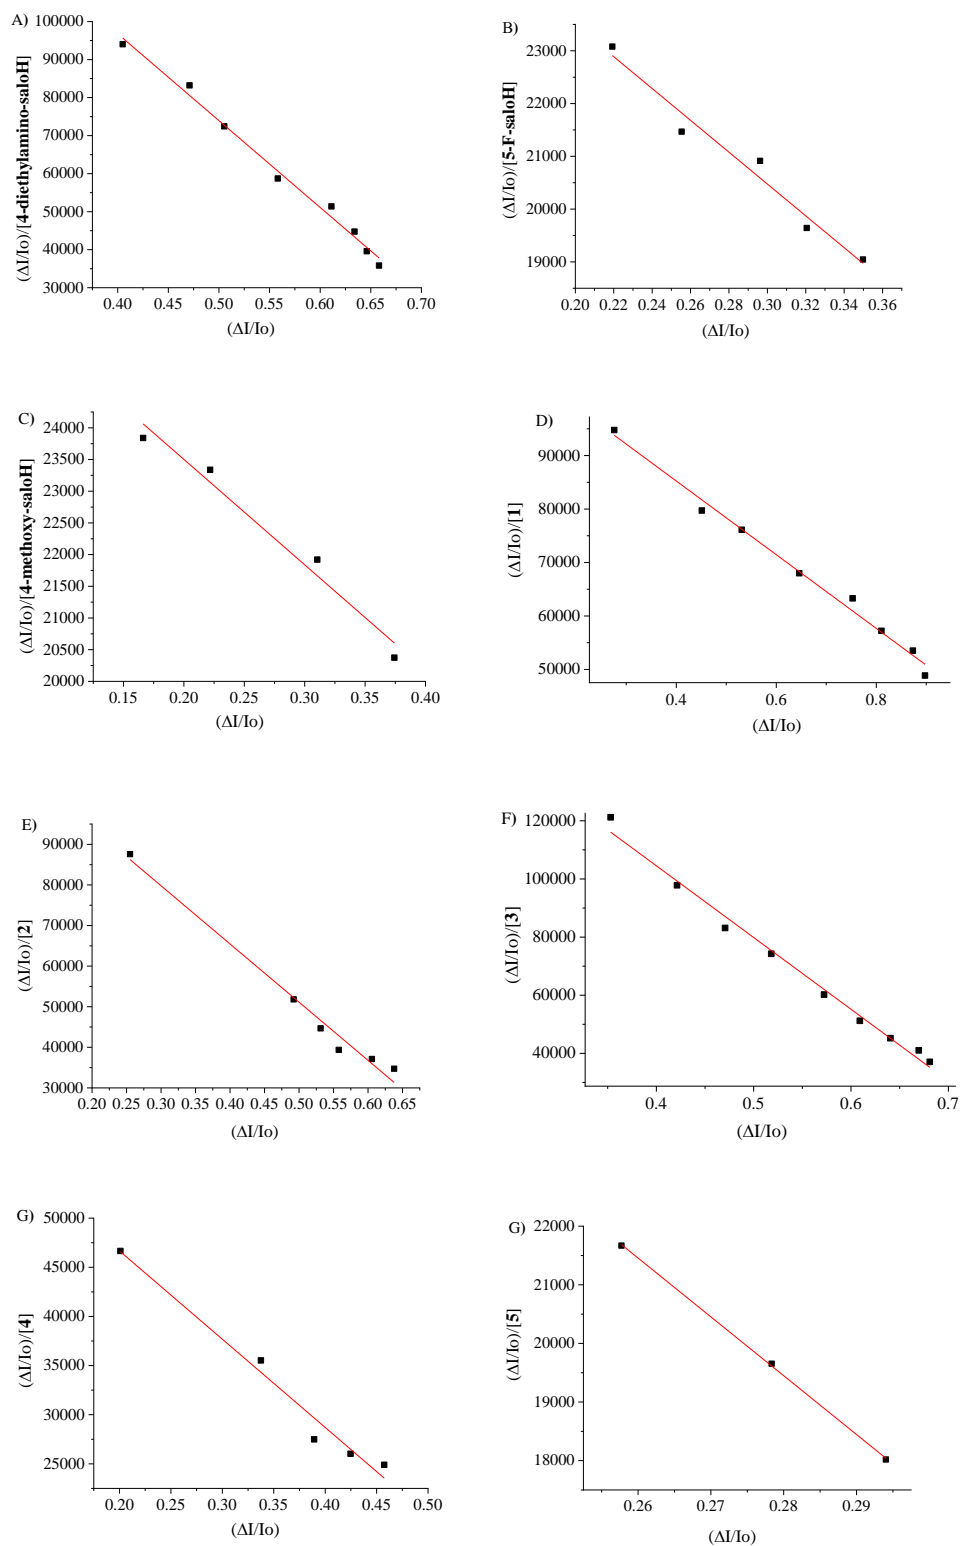 A)
(ΔI/Io)/[4-diethylamino-saloH]
100000
90000
80000
70000
60000
50000
40000
30000
0.40 0.45 0.50 0.55 0.60 0.65 0.70
(ΔI/Io)
B)
(ΔI/Io)/[5-F-saloH]
23000
22000
21000
20000
19000
0.20 0.22 0.24 0.26 0.28 0.30 0.32 0.34 0.36
(ΔI/Io)
C)
(ΔI/Io)/[4-methoxy-saloH]
24000
23500
23000
22500
22000
21500
21000
20500
20000
0.15 0.20 0.25 0.30 0.35 0.40
(ΔI/Io)
D)
(ΔI/Io)/[1]
90000
80000
70000
60000
50000
0.4 0.6 0.8
(ΔI/Io)
E)
(ΔI/Io)/[2]
90000
80000
70000
60000
50000
40000
30000
0.20 0.25 0.30 0.35 0.40 0.45 0.50 0.55 0.60 0.65
(ΔI/Io)
F)
(ΔI/Io)/[3]
120000
100000
80000
60000
40000
0.4 0.5 0.6 0.7
(ΔI/Io)
G)
(ΔI/Io)/[4]
50000
45000
40000
35000
30000
25000
0.20 0.25 0.30 0.35 0.40 0.45 0.50
(ΔI/Io)
G)
(ΔI/Io)/[5]
22000
21000
20000
19000
18000
0.26 0.27 0.28 0.29
(ΔI/Io)